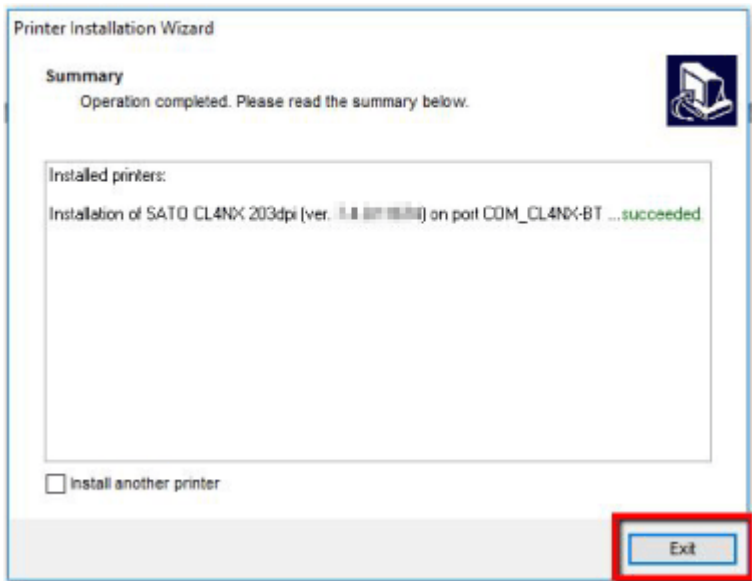 Printer Installation Wizard
Summary
Operation completed. Please read the summary below.
Installed printers:
Installation of SATO CL4NX 203dpi (ver. ) on port COM_CL4NX-BT ...succeeded.
Install another printer
Exit